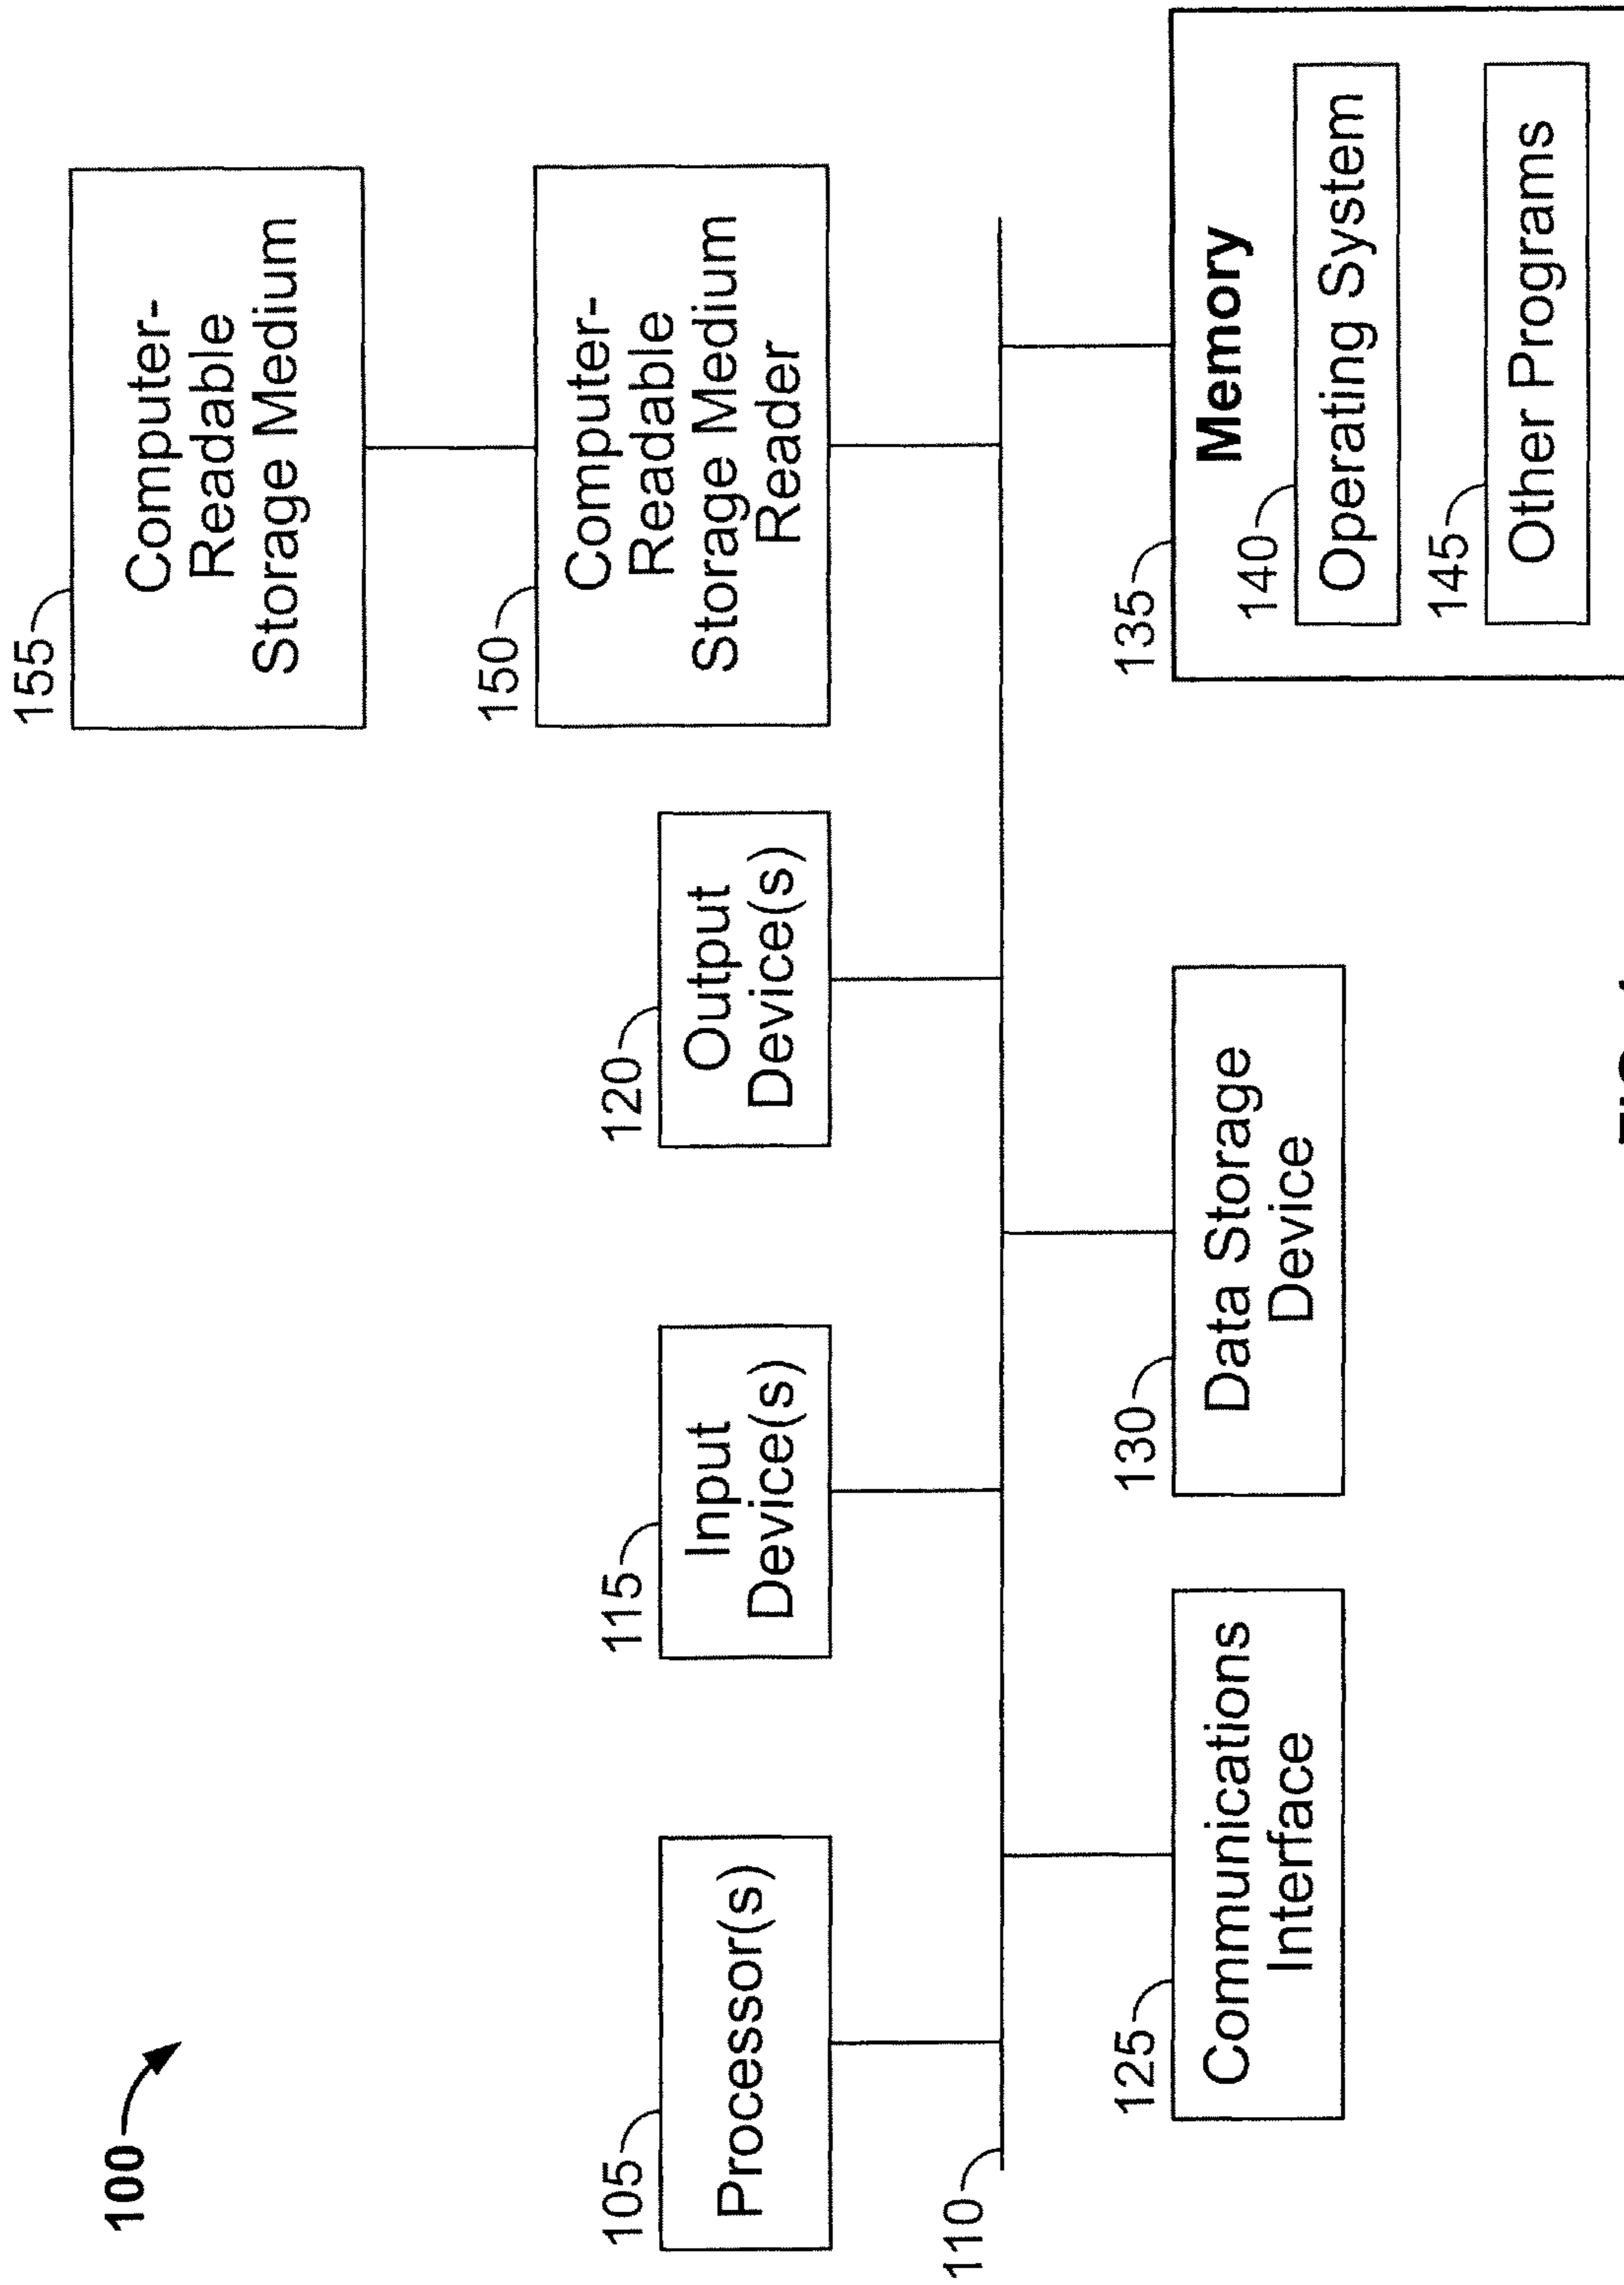 100
155
Computer-
Readable
Storage Medium
105
Processor(s)
115
Input
Device(s)
120
Output
Device(s)
150
Computer-
Readable
Storage Medium
Reader
110
125
Communications
Interface
130
Data Storage
Device
135
Memory
140
Operating System
145
Other Programs